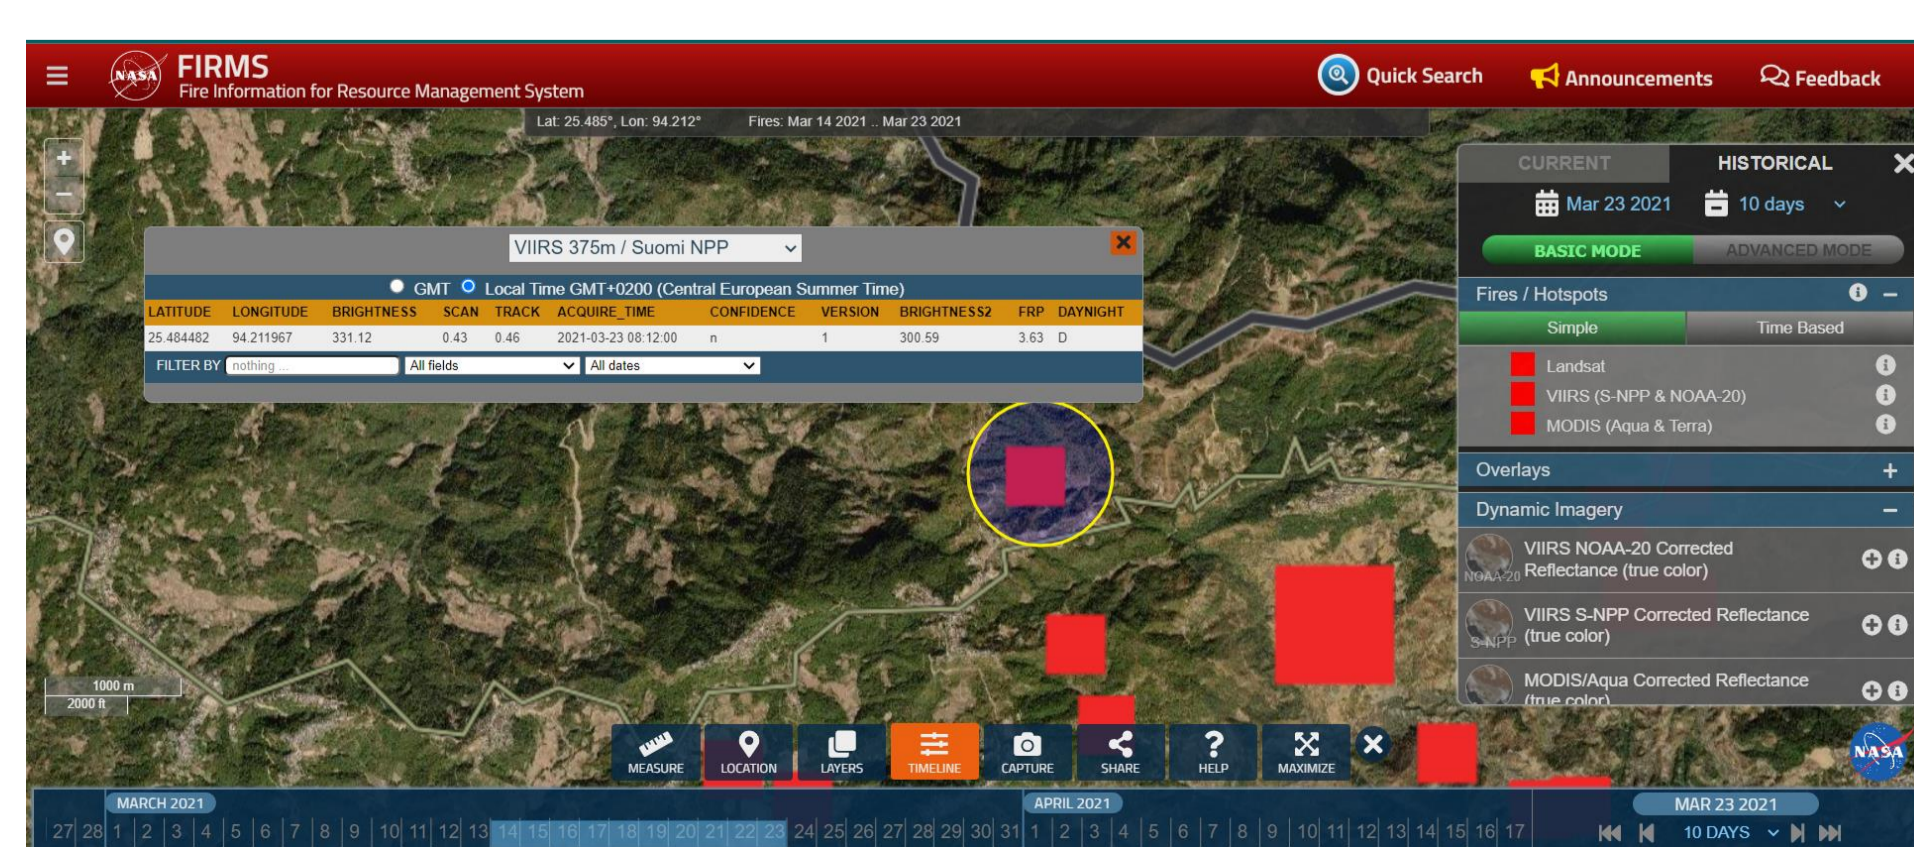 NASA
FIRMS
Fire Information for Resource Management System
Quick Search
Announcements
Feedback
Lat: 25.485°, Lon: 94.212° Fires: Mar 14 2021 .. Mar 23 2021
+
−
CURRENT HISTORICAL
Mar 23 2021 10 days
BASIC MODE ADVANCED MODE
Fires / Hotspots
Simple Time Based
Landsat
VIIRS (S-NPP & NOAA-20)
MODIS (Aqua & Terra)
Overlays
Dynamic Imagery
NOAA-20
VIIRS NOAA-20 Corrected
Reflectance (true color)
S-NPP
VIIRS S-NPP Corrected Reflectance
(true color)
MODIS/Aqua Corrected Reflectance
(true color)
VIIRS 375m / Suomi NPP
GMT Local Time GMT+0200 (Central European Summer Time)
LATITUDE LONGITUDE BRIGHTNESS SCAN TRACK ACQUIRE_TIME CONFIDENCE VERSION BRIGHTNESS2 FRP DAYNIGHT
25.484482 94.211967 331.12 0.43 0.46 2021-03-23 08:12:00 n 1 300.59 3.63 D
FILTER BY nothing ... All fields All dates
1000 m
2000 ft
MEASURE LOCATION LAYERS TIMELINE CAPTURE SHARE HELP MAXIMIZE
NASA
MARCH 2021 APRIL 2021 MAR 23 2021
27 28 1 2 3 4 5 6 7 8 9 10 11 12 13 14 15 16 17 18 19 20 21 22 23 24 25 26 27 28 29 30 31 1 2 3 4 5 6 7 8 9 10 11 12 13 14 15 16 17 10 DAYS